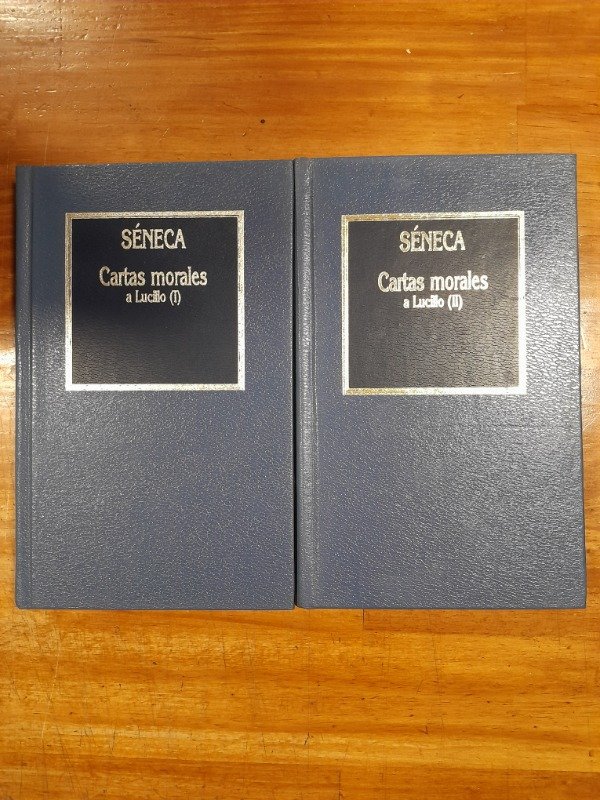 SÉNECA
Cartas morales
a Lucilio (I)
SÉNECA
Cartas morales
a Lucilio (II)